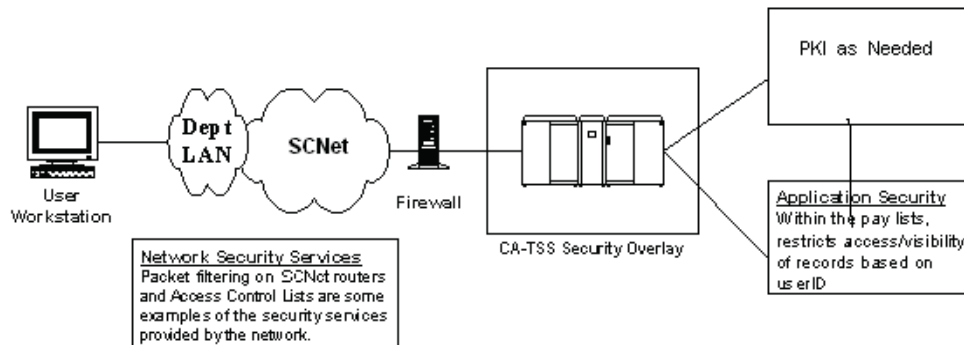 PKI as Needed
Dept
LAN
SCNet
User
Workstation
Firewall
CA-TSS Security Overlay
Application Security
Within the pay lists,
restricts access/visibility
of records based on
userID
Network Security Services
Packet filtering on SCNet routers
and Access Control Lists are some
examples of the security services
provided by the network.